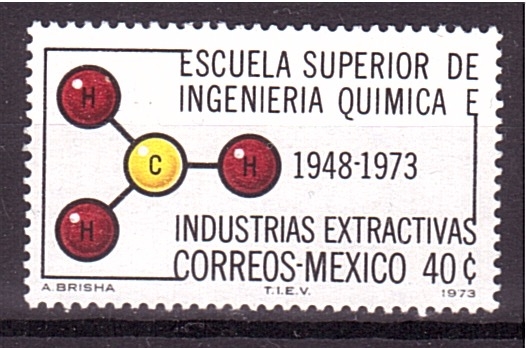 ESCUELA SUPERIOR DE
INGENIERIA QUIMICA E
H
C
H
1948-1973
H
INDUSTRIAS EXTRACTIVAS
CORREOS-MEXICO 40¢
A.BRISHA
T.I.E.V.
1973